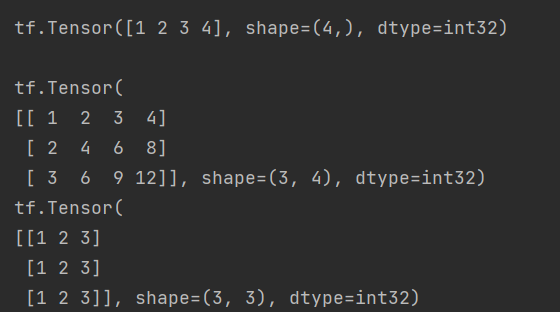 tf.Tensor([1 2 3 4], shape=(4,), dtype=int32)

tf.Tensor(
[[ 1  2  3  4]
 [ 2  4  6  8]
 [ 3  6  9 12]], shape=(3, 4), dtype=int32)
tf.Tensor(
[[1 2 3]
 [1 2 3]
 [1 2 3]], shape=(3, 3), dtype=int32)